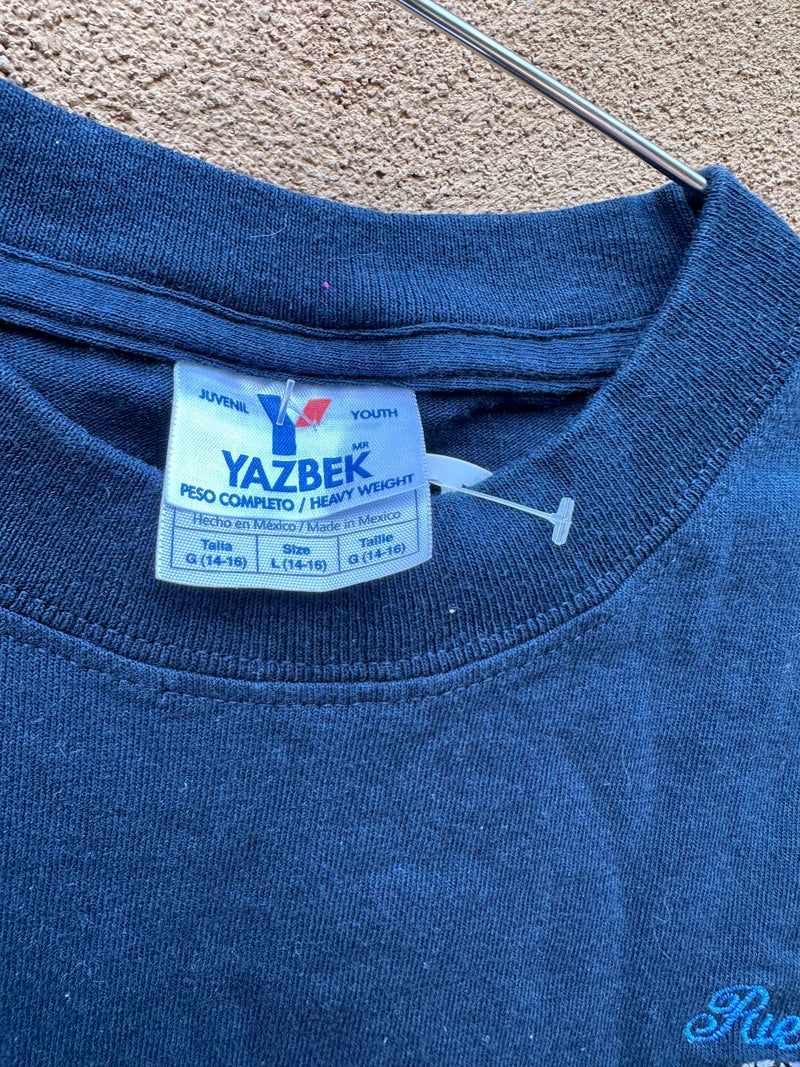 JUVENIL YOUTH
MR
YAZBEK
PESO COMPLETO / HEAVY WEIGHT
Hecho en México / Made in Mexico
Talla Size Taille
G (14-16) L (14-16) G (14-16)
Pue